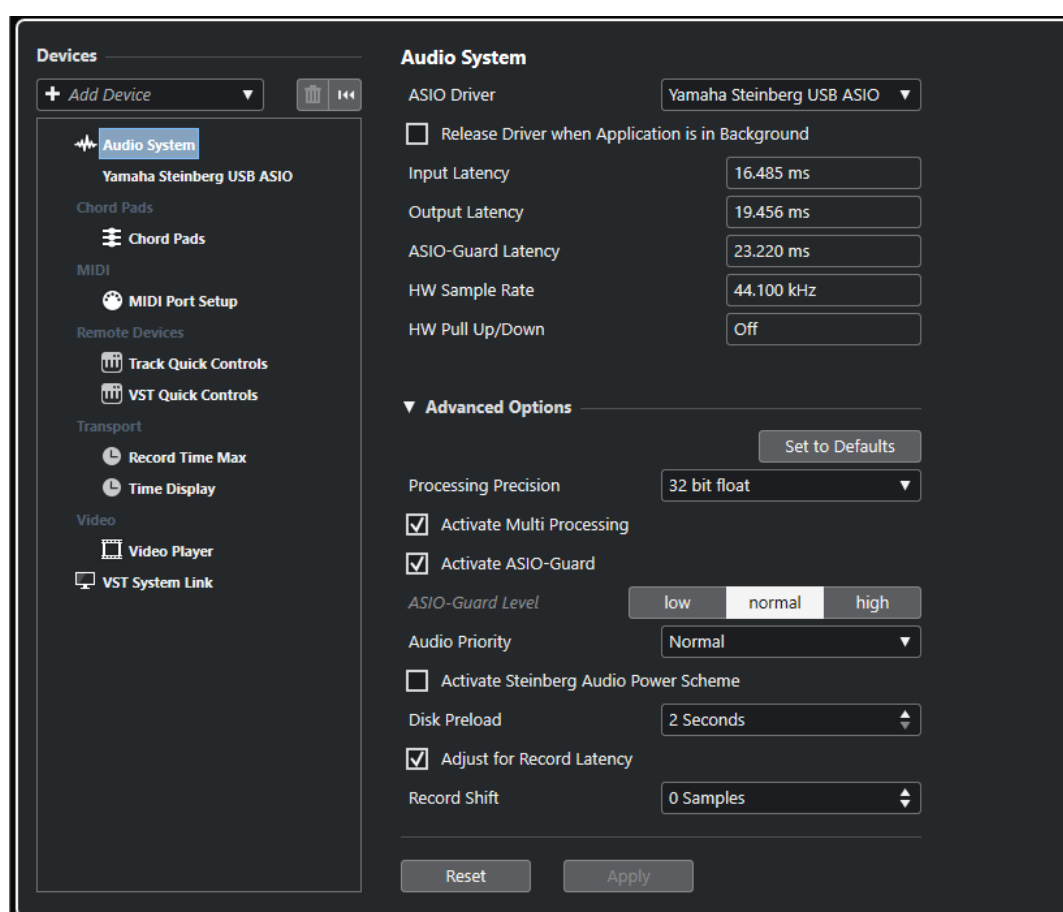 Devices
Add Device
Audio System
Yamaha Steinberg USB ASIO
Chord Pads
Chord Pads
MIDI
MIDI Port Setup
Remote Devices
Track Quick Controls
VST Quick Controls
Transport
Record Time Max
Time Display
Video
Video Player
VST System Link
Audio System
ASIO Driver Yamaha Steinberg USB ASIO
Release Driver when Application is in Background
Input Latency 16.485 ms
Output Latency 19.456 ms
ASIO-Guard Latency 23.220 ms
HW Sample Rate 44.100 kHz
HW Pull Up/Down Off
Advanced Options
Set to Defaults
Processing Precision 32 bit float
Activate Multi Processing
Activate ASIO-Guard
ASIO-Guard Level low normal high
Audio Priority Normal
Activate Steinberg Audio Power Scheme
Disk Preload 2 Seconds
Adjust for Record Latency
Record Shift 0 Samples
Reset Apply